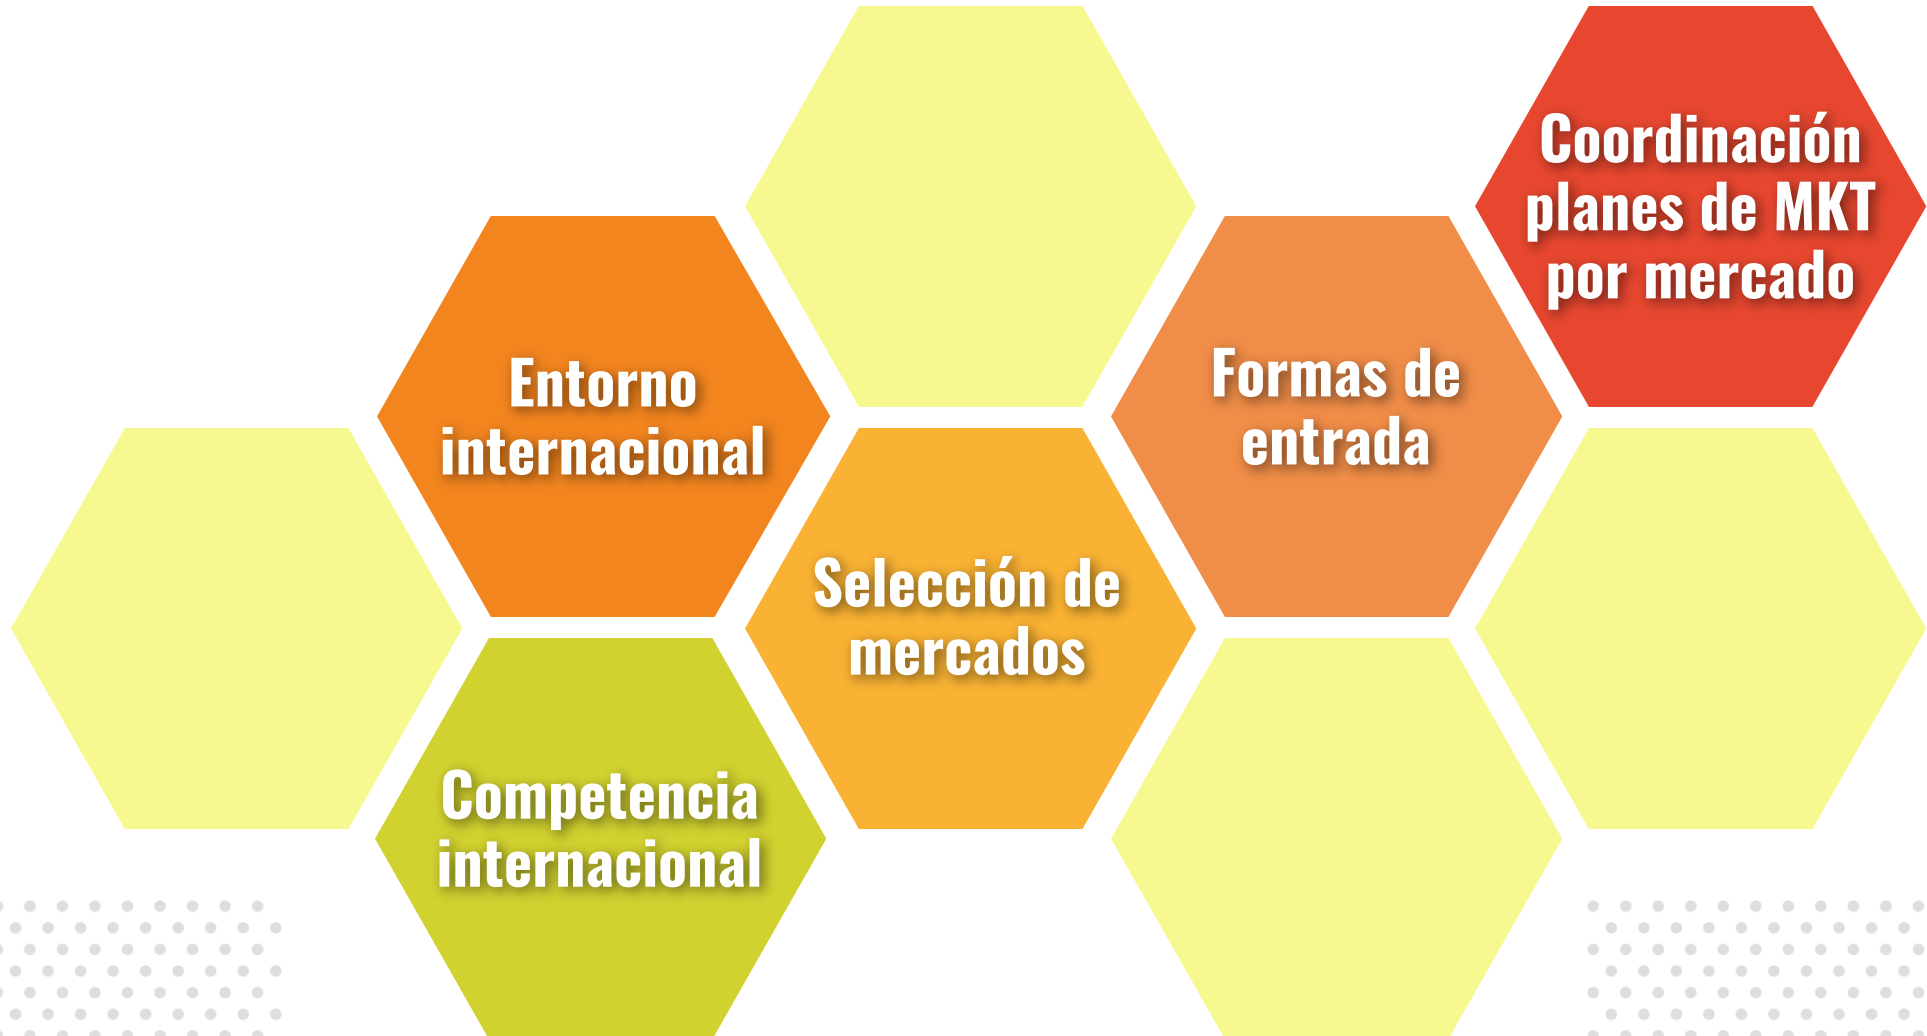 Entorno
internacional
Competencia
internacional
Selección de
mercados
Formas de
entrada
Coordinación
planes de MKT
por mercado